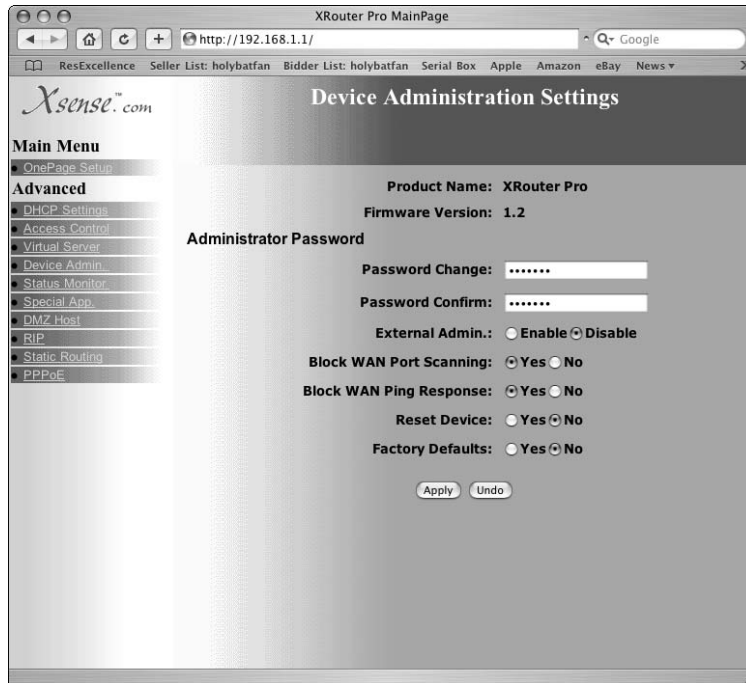 XRouter Pro MainPage
http://192.168.1.1/
Google
ResExcellence Seller List: holybatfan Bidder List: holybatfan Serial Box Apple Amazon eBay News
Xsense.™com
Device Administration Settings
Main Menu
OnePage Setup
Advanced
DHCP Settings
Access Control
Virtual Server
Device Admin.
Status Monitor
Special App.
DMZ Host
RIP
Static Routing
PPPoE
Product Name: XRouter Pro
Firmware Version: 1.2
Administrator Password
Password Change: •••••••
Password Confirm: •••••••
External Admin.: Enable Disable
Block WAN Port Scanning: Yes No
Block WAN Ping Response: Yes No
Reset Device: Yes No
Factory Defaults: Yes No
Apply Undo